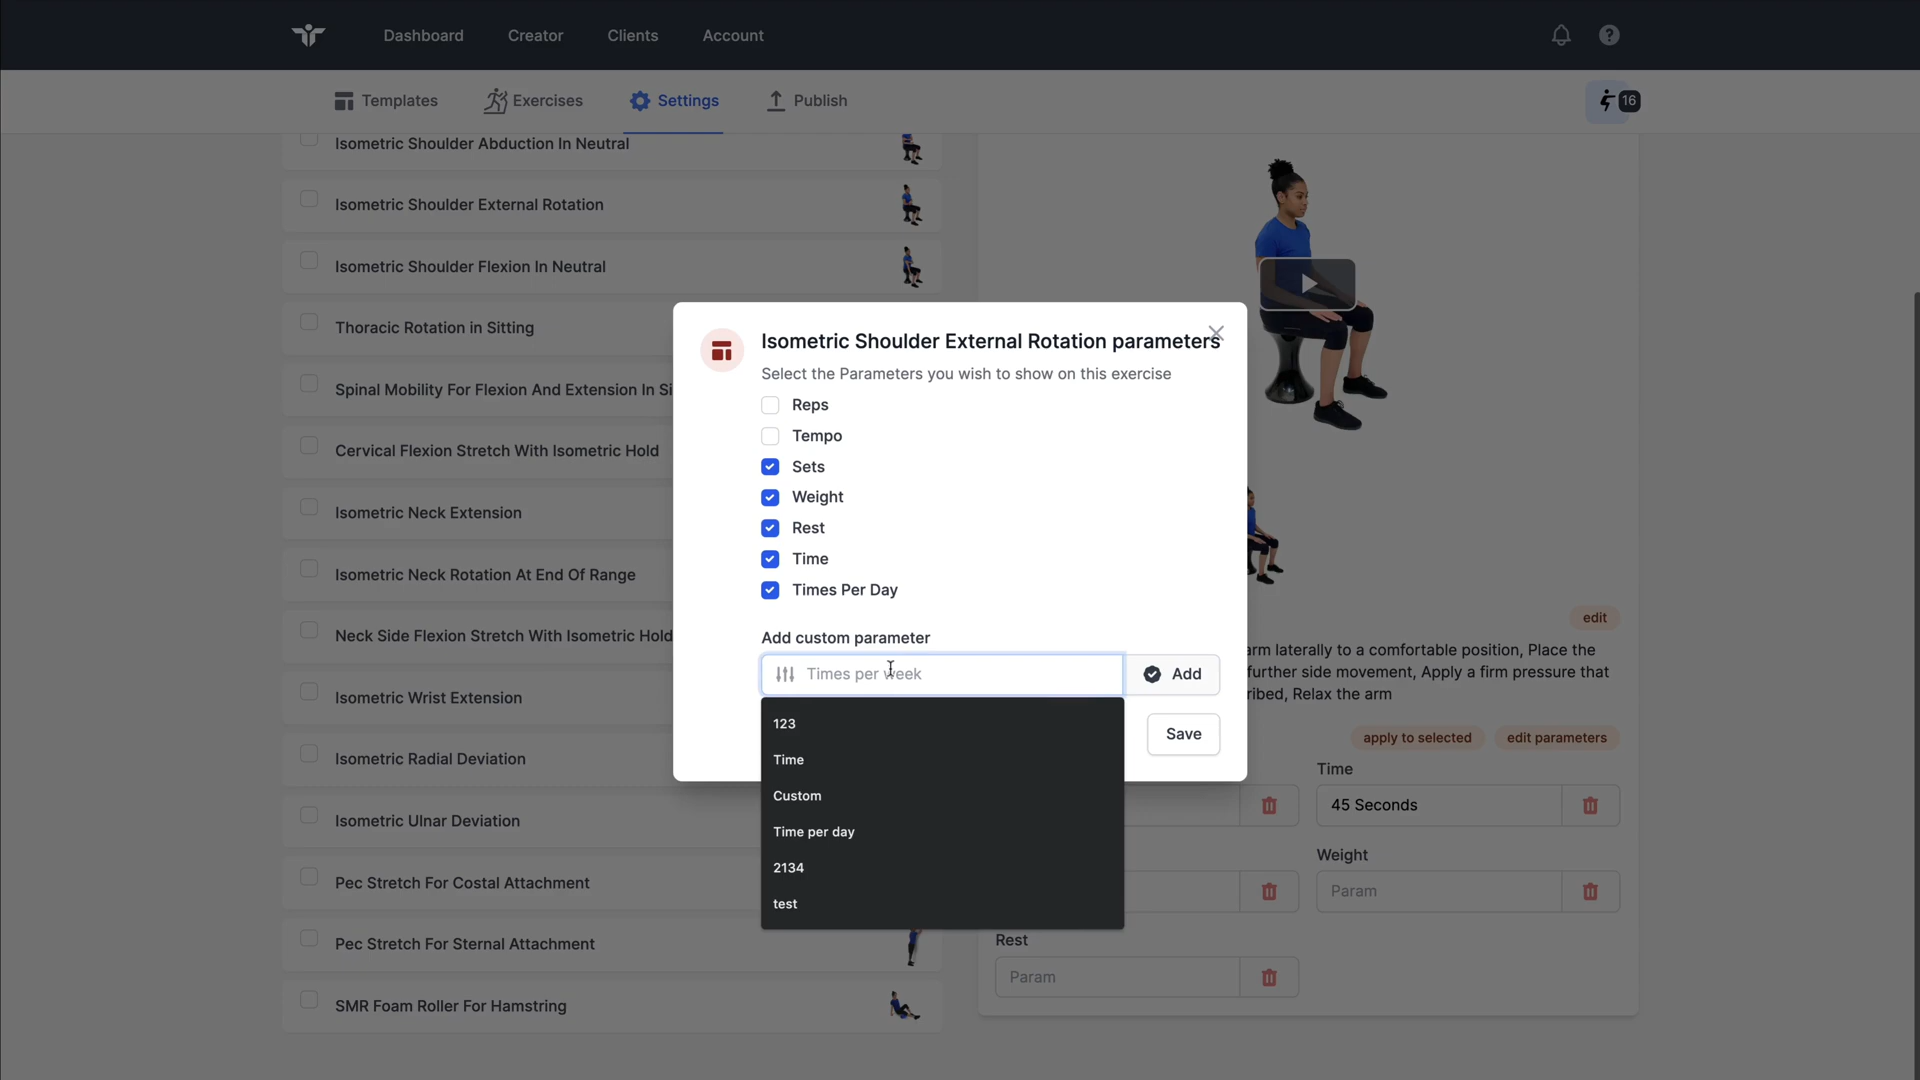 Dashboard
Creator
Clients
Account
Templates
Exercises
Settings
Publish
16
Isometric Shoulder Abduction In Neutral
Isometric Shoulder External Rotation
Isometric Shoulder Flexion In Neutral
Thoracic Rotation in Sitting
Spinal Mobility For Flexion And Extension In Si
Cervical Flexion Stretch With Isometric Hold
Isometric Neck Extension
Isometric Neck Rotation At End Of Range
Neck Side Flexion Stretch With Isometric Hold
Isometric Wrist Extension
Isometric Radial Deviation
Isometric Ulnar Deviation
Pec Stretch For Costal Attachment
Pec Stretch For Sternal Attachment
SMR Foam Roller For Hamstring
Isometric Shoulder External Rotation parameters
Select the Parameters you wish to show on this exercise
Reps
Tempo
Sets
Weight
Rest
Time
Times Per Day
Add custom parameter
Times per week
Add
123
Time
Custom
Time per day
2134
test
Save
edit
arm laterally to a comfortable position, Place the
further side movement, Apply a firm pressure that
ribed, Relax the arm
apply to selected
edit parameters
Time
45 Seconds
Weight
Param
Rest
Param